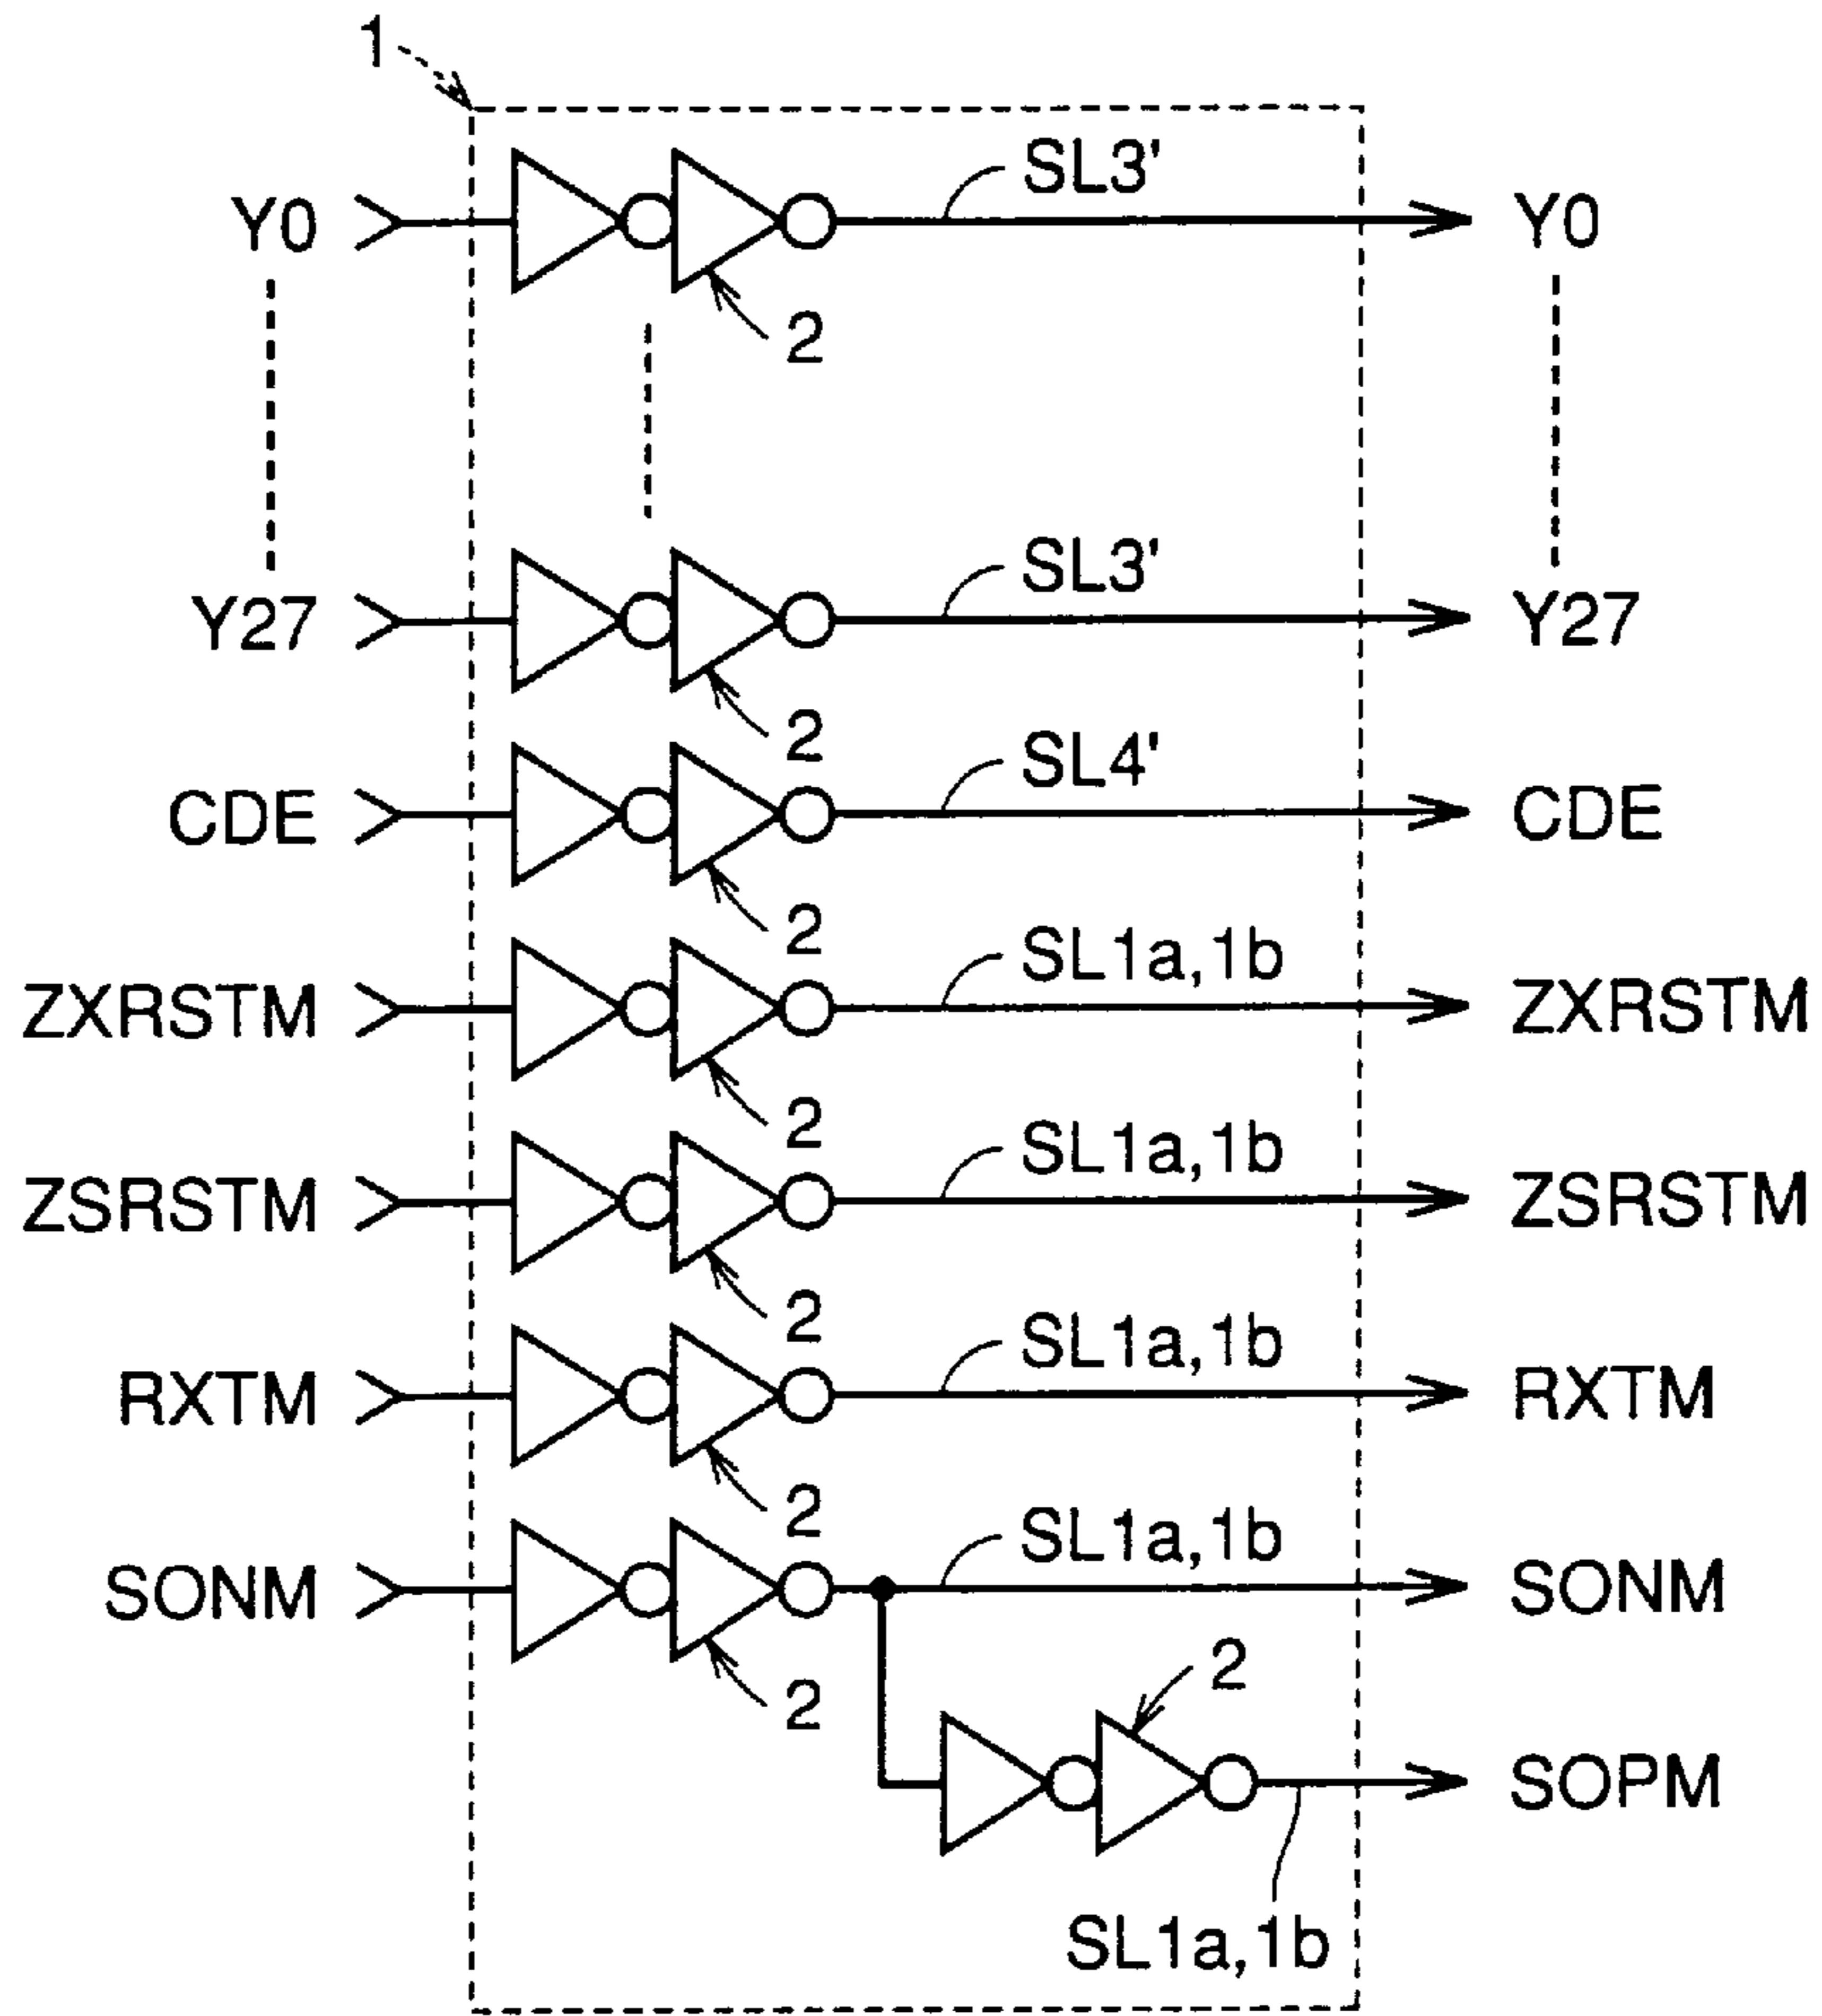 1
SL3'
Y0 Y0
2
SL3'
Y27 Y27
2
SL4'
CDE CDE
2
SL1a,1b
ZXRSTM ZXRSTM
2
SL1a,1b
ZSRSTM ZSRSTM
2
SL1a,1b
RXTM RXTM
2
SL1a,1b
SONM SONM
2
2
SOPM
SL1a,1b